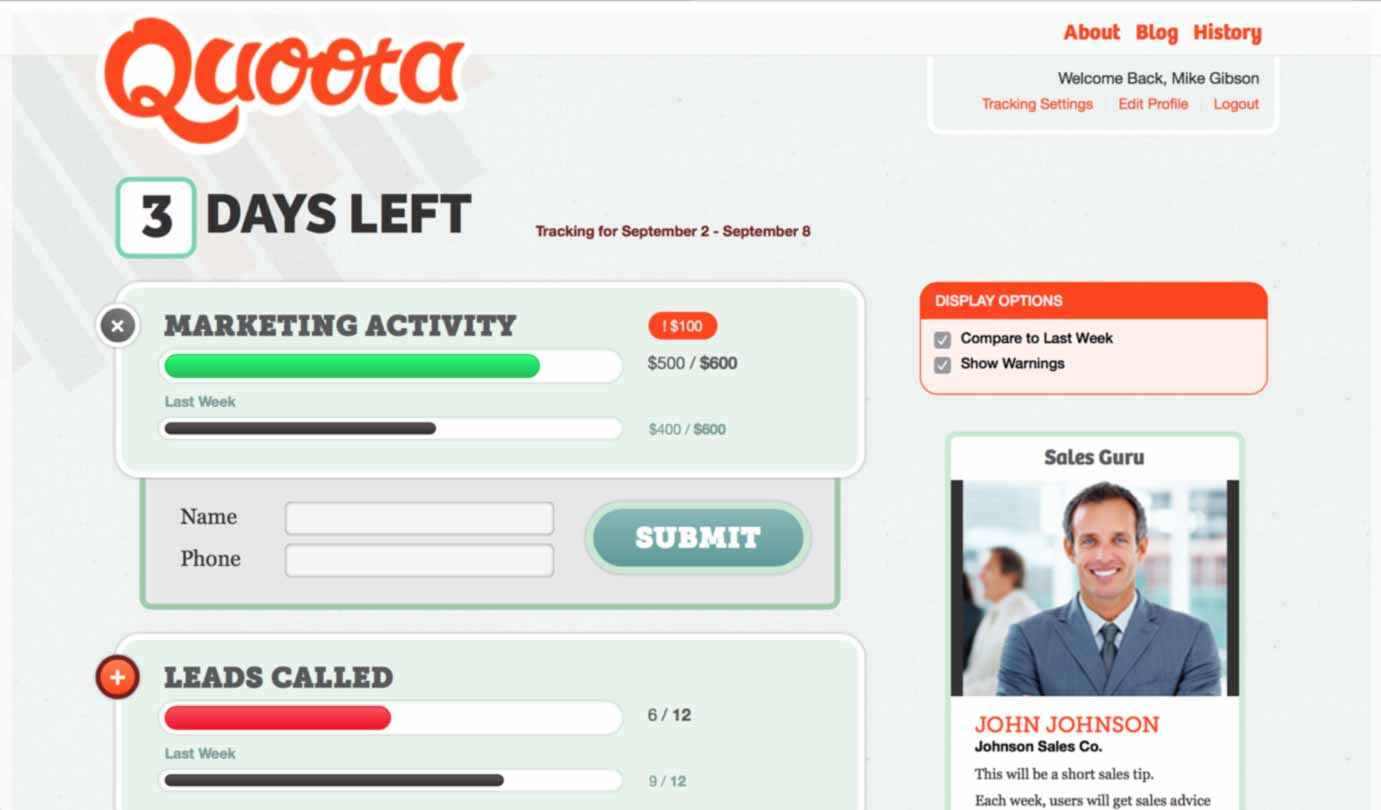 Quoota
About Blog History
Welcome Back, Mike Gibson
Tracking Settings Edit Profile Logout
3 DAYS LEFT
Tracking for September 2 - September 8
MARKETING ACTIVITY
! $100
$500 / $600
Last Week
$400 / $600
Name
Phone
SUBMIT
LEADS CALLED
6 / 12
Last Week
9 / 12
DISPLAY OPTIONS
Compare to Last Week
Show Warnings
Sales Guru
JOHN JOHNSON
Johnson Sales Co.
This will be a short sales tip.
Each week, users will get sales advice